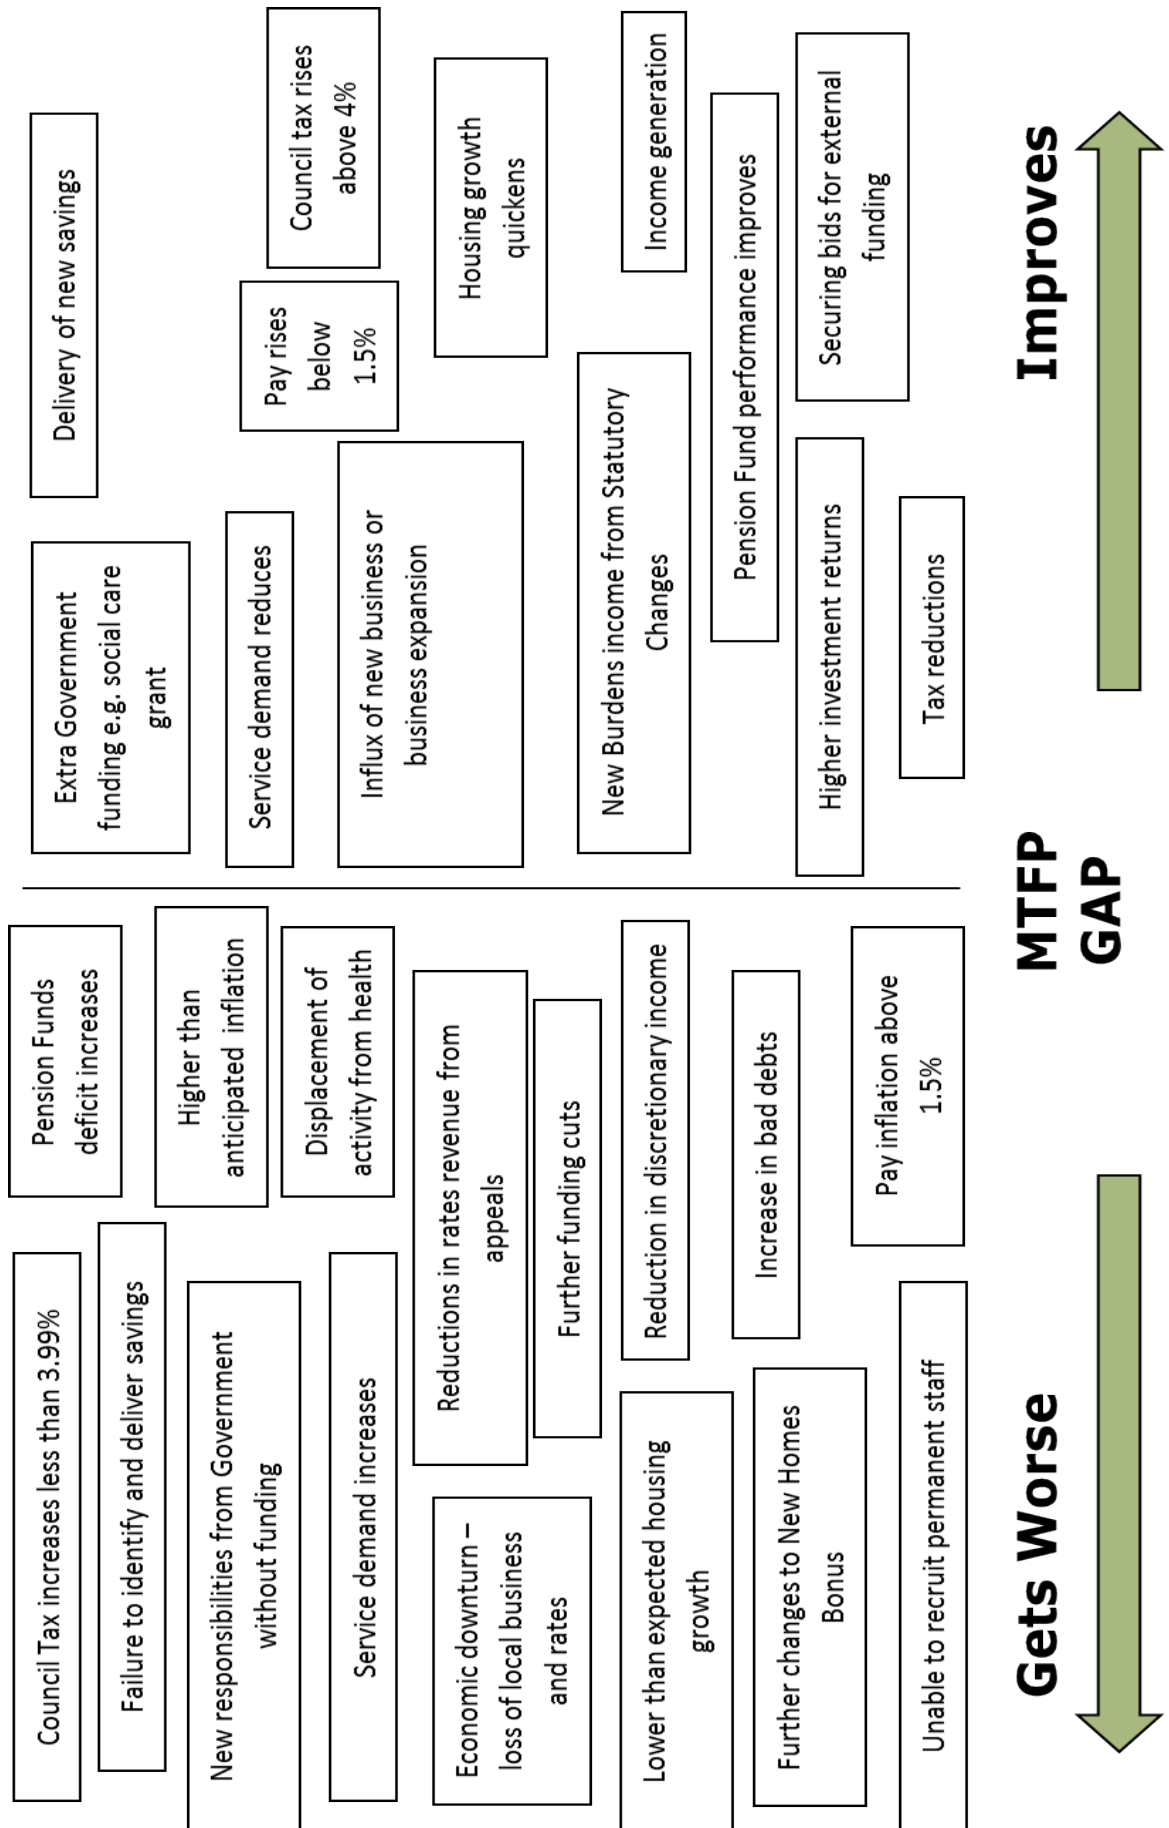 Council Tax increases less than 3.99%
Failure to identify and deliver savings
New responsibilities from Government
without funding
Service demand increases
Economic downturn –
loss of local business
and rates
Lower than expected housing
growth
Further changes to New Homes
Bonus
Unable to recruit permanent staff
Pension Funds
deficit increases
Higher than
anticipated inflation
Displacement of
activity from health
Reductions in rates revenue from
appeals
Further funding cuts
Reduction in discretionary income
Increase in bad debts
Pay inflation above
1.5%
Extra Government
funding e.g. social care
grant
Service demand reduces
Influx of new business or
business expansion
New Burdens income from Statutory
Changes
Higher investment returns
Tax reductions
Delivery of new savings
Pay rises
below
1.5%
Council tax rises
above 4%
Housing growth
quickens
Income generation
Pension Fund performance improves
Securing bids for external
funding
Gets Worse
MTFP
GAP
Improves